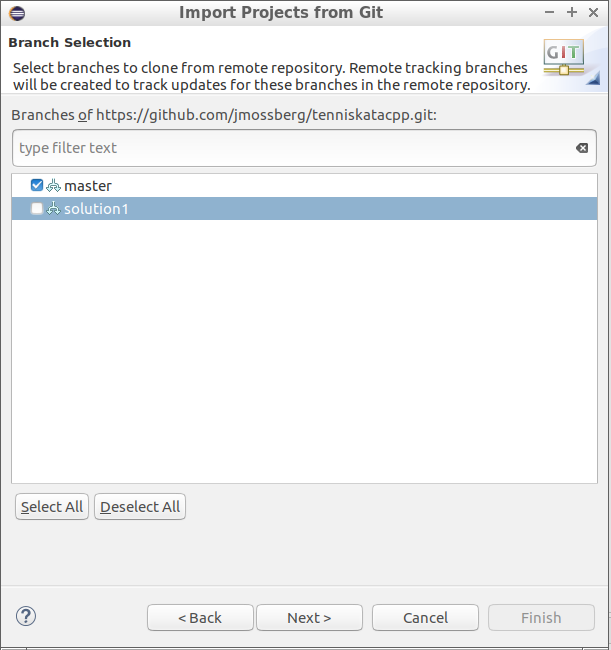 Import Projects from Git
Branch Selection
GIT
Select branches to clone from remote repository. Remote tracking branches
will be created to track updates for these branches in the remote repository.
Branches of https://github.com/jmossberg/tenniskatacpp.git:
type filter text
master
solution1
Select All Deselect All
? < Back Next > Cancel Finish